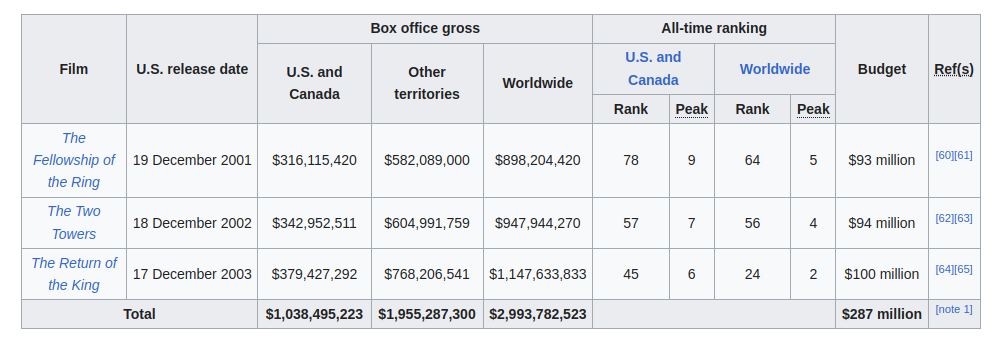 Film U.S. release date Box office gross All-time ranking Budget Ref(s)
U.S. and Canada Other territories Worldwide U.S. and Canada Worldwide
Rank Peak Rank Peak
The Fellowship of the Ring 19 December 2001 $316,115,420 $582,089,000 $898,204,420 78 9 64 5 $93 million [60][61]
The Two Towers 18 December 2002 $342,952,511 $604,991,759 $947,944,270 57 7 56 4 $94 million [62][63]
The Return of the King 17 December 2003 $379,427,292 $768,206,541 $1,147,633,833 45 6 24 2 $100 million [64][65]
Total $1,038,495,223 $1,955,287,300 $2,993,782,523 $287 million [note 1]